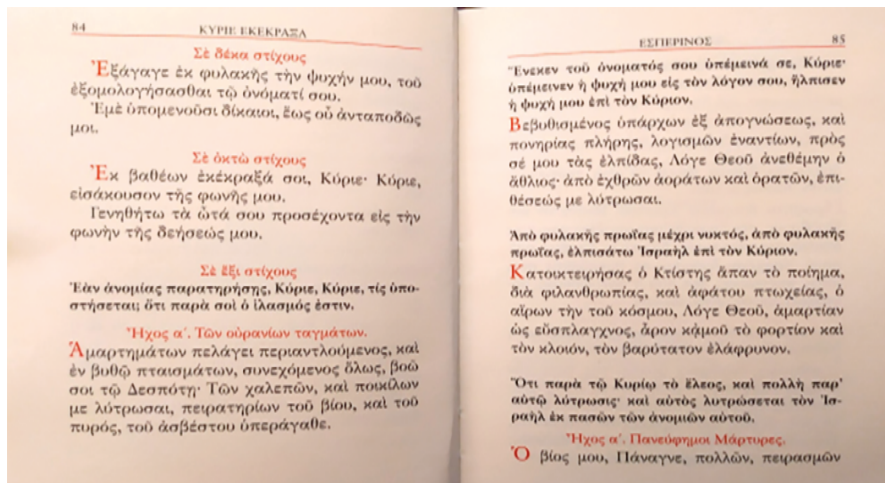 84
ΚΥΡΙΕ ΕΚΕΚΡΑΞΑ
Σὲ δέκα στίχους
Ἐξάγαγε ἐκ φυλακῆς τὴν ψυχήν μου, τοῦ
ἐξομολογήσασθαι τῷ ὀνόματί σου.
Ἐμὲ ὑπομενοῦσι δίκαιοι, ἕως οὗ ἀνταποδῷς
μοι.
Σὲ ὀκτὼ στίχους
Ἐκ βαθέων ἐκέκραξά σοι, Κύριε· Κύριε,
εἰσάκουσον τῆς φωνῆς μου.
Γενηθήτω τὰ ὦτά σου προσέχοντα εἰς τὴν
φωνὴν τῆς δεήσεώς μου.
Σὲ ἕξι στίχους
Ἐὰν ἀνομίας παρατηρήσῃς, Κύριε, Κύριε, τίς ὑπο-
στήσεται; ὅτι παρὰ σοὶ ὁ ἱλασμός ἐστιν.
Ἦχος α΄. Τῶν οὐρανίων ταγμάτων.
Ἁμαρτημάτων πελάγει περιαντλούμενος, καὶ
ἐν βυθῷ πταισμάτων, συνεχόμενος ὅλως, βοῶ
σοι τῷ Δεσπότῃ· Τῶν χαλεπῶν, καὶ ποικίλων
με λύτρωσαι, πειρατηρίων τοῦ βίου, καὶ τοῦ
πυρός, τοῦ ἀσβέστου ὑπεράγαθε.
ΕΣΠΕΡΙΝΟΣ
85
Ἕνεκεν τοῦ ὀνοματός σου ὑπέμεινά σε, Κύριε·
ὑπέμεινεν ἡ ψυχή μου εἰς τὸν λόγον σου, ἤλπισεν
ἡ ψυχή μου ἐπὶ τὸν Κύριον.
Βεβυθισμένος ὑπάρχων ἐξ ἀπογνώσεως, καὶ
πονηρίας πλήρης, λογισμῶν ἐναντίων, πρὸς
σέ μου τὰς ἐλπίδας, Λόγε Θεοῦ ἀνεθέμην ὁ
ἄθλιος· ἀπὸ ἐχθρῶν ἀοράτων καὶ ὁρατῶν, ἐπι-
θέσεώς με λύτρωσαι.
Ἀπὸ φυλακῆς πρωΐας μέχρι νυκτός, ἀπὸ φυλακῆς
πρωΐας, ἐλπισάτω Ἰσραὴλ ἐπὶ τὸν Κύριον.
Κατοικτειρήσας ὁ Κτίστης ἅπαν τὸ ποίημα,
διὰ φιλανθρωπίας, καὶ ἀφάτου πτωχείας, ὁ
αἴρων τὴν τοῦ κόσμου, Λόγε Θεοῦ, ἁμαρτίαν
ὡς εὔσπλαγχνος, ἆρον κἀμοῦ τὸ φορτίον καὶ
τὸν κλοιόν, τὸν βαρύτατον ἐλάφρυνον.
Ὅτι παρὰ τῷ Κυρίῳ τὸ ἔλεος, καὶ πολλὴ παρ'
αὐτῷ λύτρωσις· καὶ αὐτὸς λυτρώσεται τὸν Ἰσ-
ραὴλ ἐκ πασῶν τῶν ἀνομιῶν αὐτοῦ.
Ἦχος α΄. Πανεύφημοι Μάρτυρες.
Ὁ βίος μου, Πάναγνε, πολλῶν, πειρασμῶν